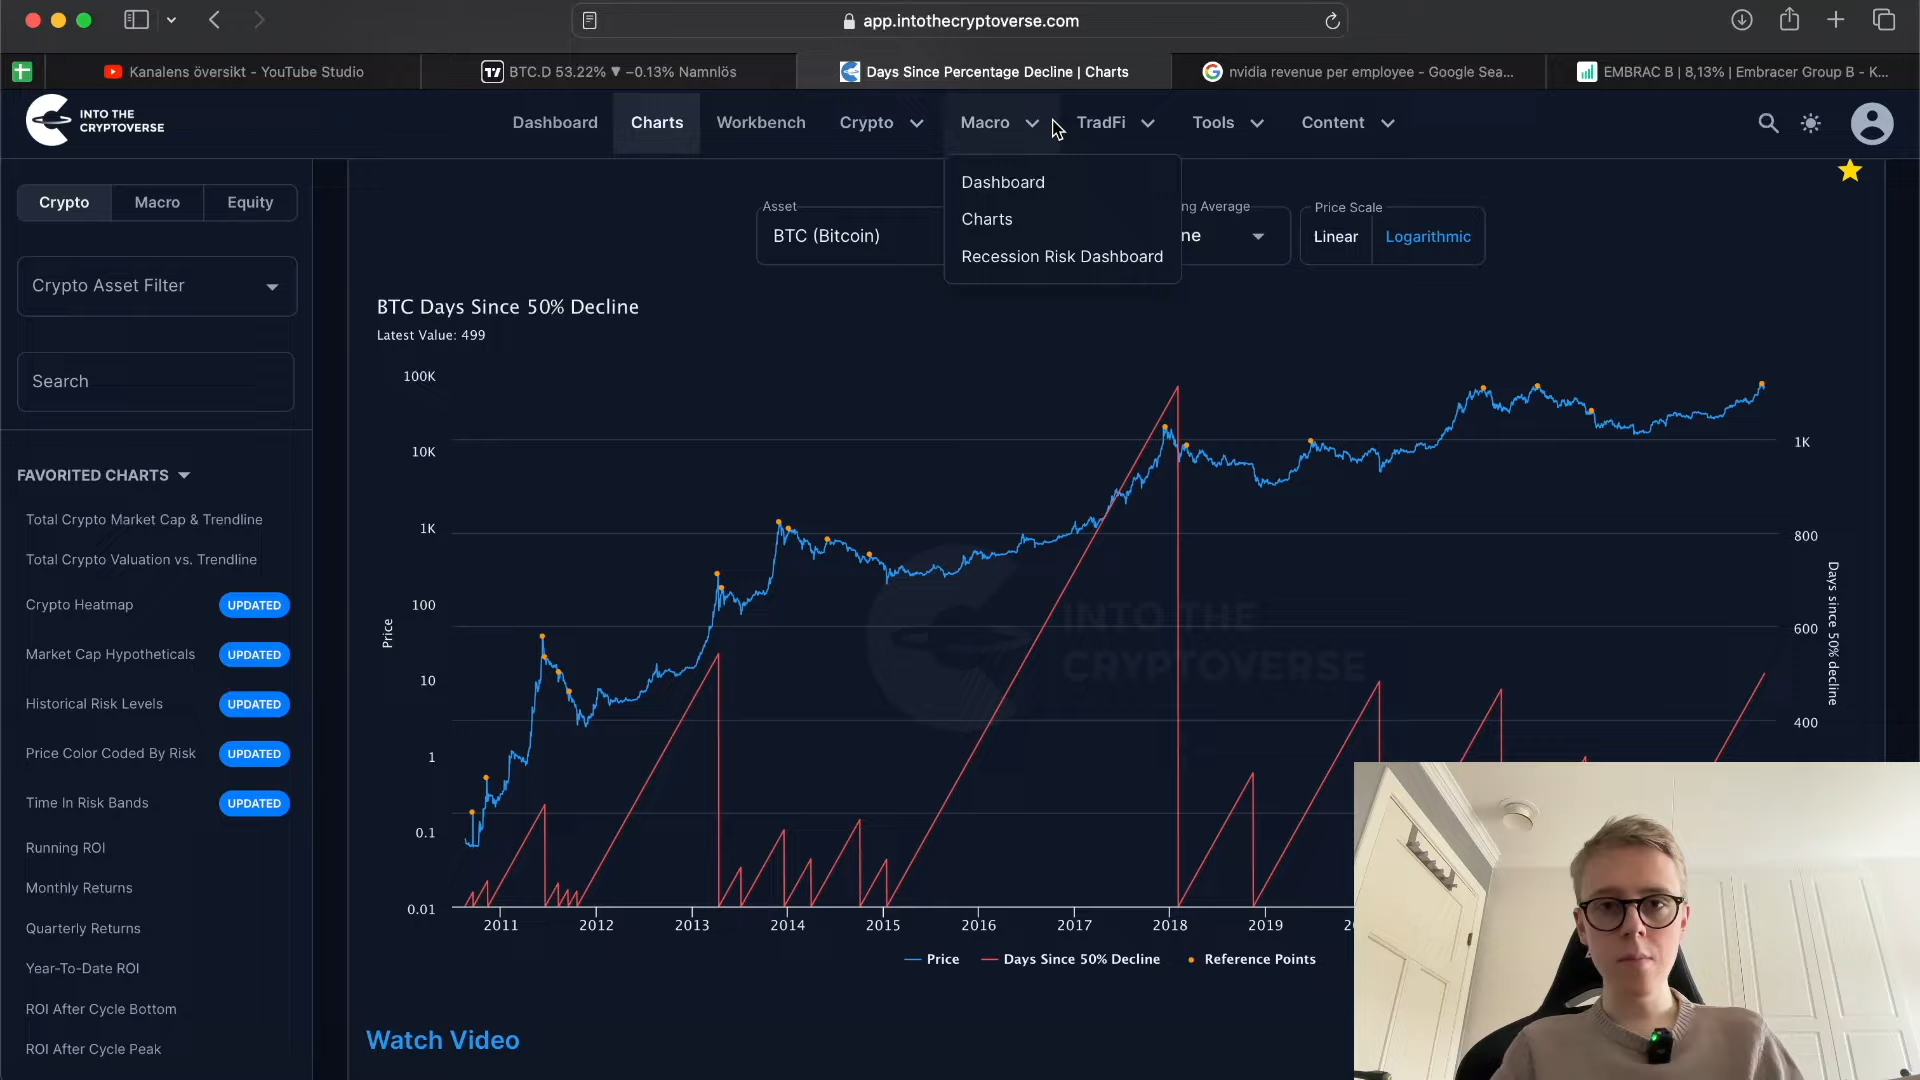 app.intothecryptoverse.com
Kanalens översikt - YouTube Studio
BTC.D 53.22% ▼ −0.13% Namnlös
Days Since Percentage Decline | Charts
nvidia revenue per employee - Google Sea...
EMBRAC B | 8,13% | Embracer Group B - K...
INTO THE
CRYPTOVERSE
Dashboard
Charts
Workbench
Crypto
Macro
TradFi
Tools
Content
Dashboard
Charts
Recession Risk Dashboard
Crypto
Macro
Equity
Crypto Asset Filter
Search
FAVORITED CHARTS
Total Crypto Market Cap & Trendline
Total Crypto Valuation vs. Trendline
Crypto Heatmap UPDATED
Market Cap Hypotheticals UPDATED
Historical Risk Levels UPDATED
Price Color Coded By Risk UPDATED
Time In Risk Bands UPDATED
Running ROI
Monthly Returns
Quarterly Returns
Year-To-Date ROI
ROI After Cycle Bottom
ROI After Cycle Peak
Asset
BTC (Bitcoin)
ng Average
ne
Price Scale
Linear
Logarithmic
BTC Days Since 50% Decline
Latest Value: 499
100K
10K
1K
100
10
1
0.1
0.01
Price
1K
800
600
400
Days since 50% decline
INTO THE
CRYPTOVERSE
2011 2012 2013 2014 2015 2016 2017 2018 2019 2
Price
Days Since 50% Decline
Reference Points
Watch Video